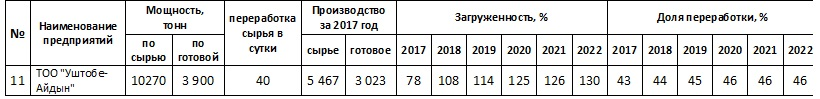 № Наименование предприятий Мощность, тонн переработка сырья в сутки Производство за 2017 год Загруженность, % Доля переработки, %
по сырью по готовой сырье готовое 2017 2018 2019 2020 2021 2022 2017 2018 2019 2020 2021 2022
11 ТОО "Уштобе-Айдын" 10270 3 900 40 5 467 3 023 78 108 114 125 126 130 43 44 45 46 46 46